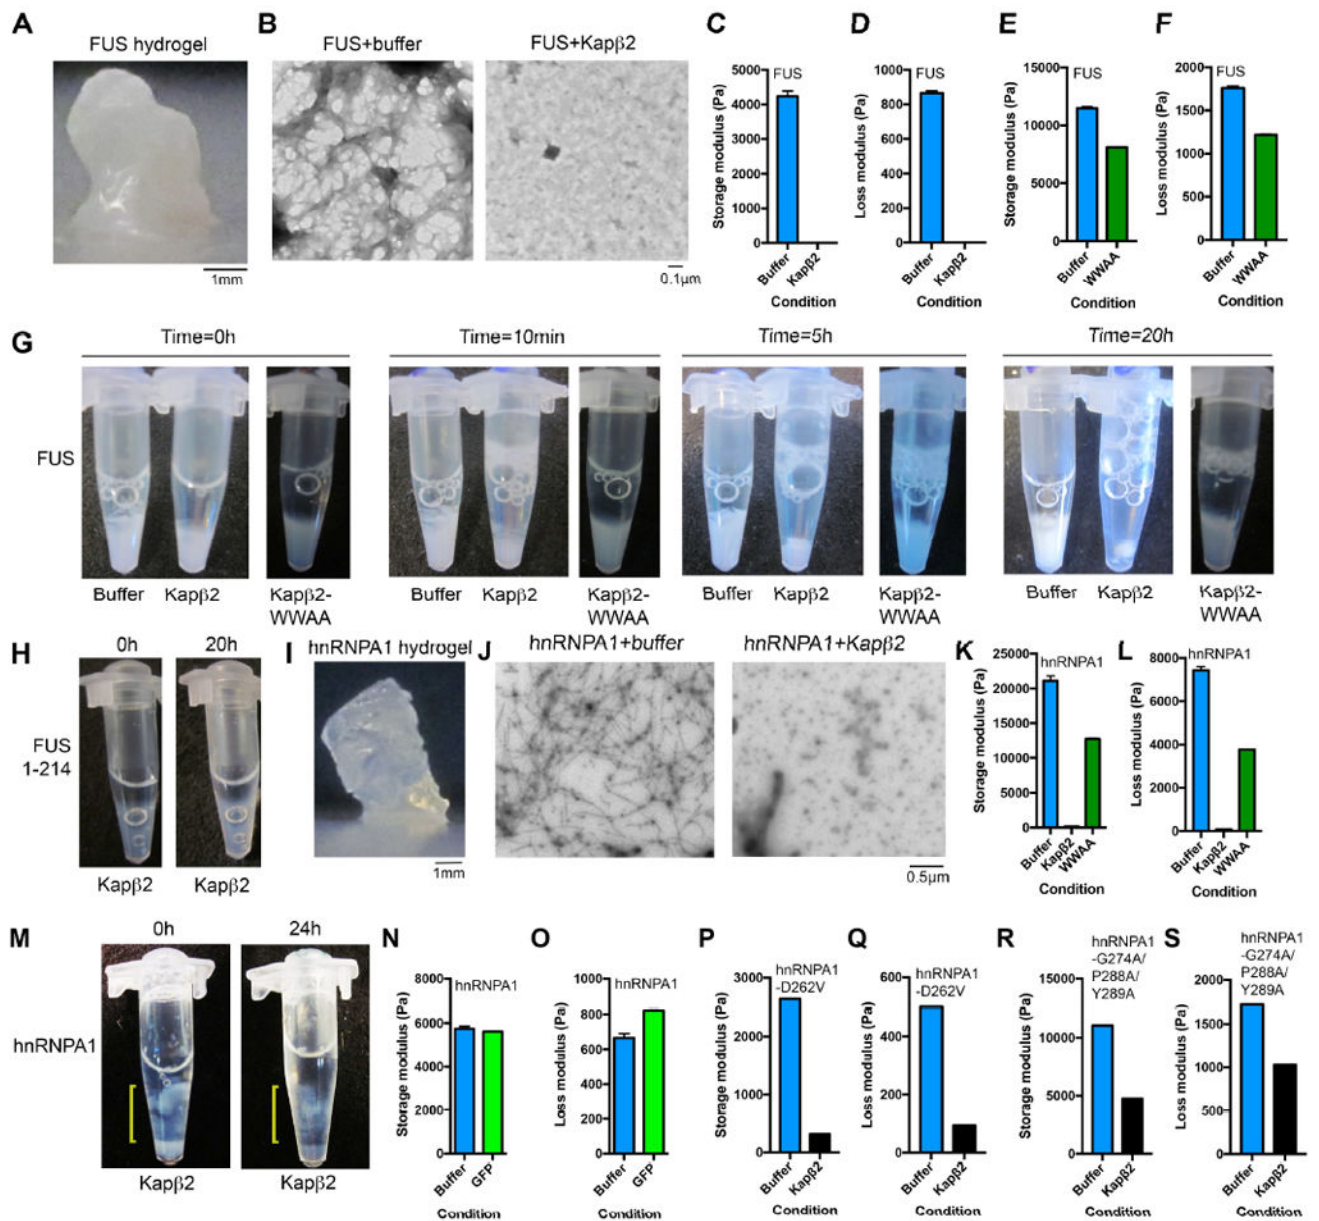 A
FUS hydrogel
1mm
B
FUS+buffer
FUS+Kapβ2
0.1μm
C
FUS
Storage modulus (Pa)
5000
4000
3000
2000
1000
0
Buffer
Kapβ2
Condition
D
FUS
Loss modulus (Pa)
1000
800
600
400
200
0
Buffer
Kapβ2
Condition
E
FUS
Storage modulus (Pa)
15000
10000
5000
0
Buffer
WWAA
Condition
F
FUS
Loss modulus (Pa)
2000
1500
1000
500
0
Buffer
WWAA
Condition
G
Time=0h
Time=10min
Time=5h
Time=20h
FUS
Buffer
Kapβ2
Kapβ2-
WWAA
Buffer
Kapβ2
Kapβ2-
WWAA
Buffer
Kapβ2
Kapβ2-
WWAA
Buffer
Kapβ2
Kapβ2-
WWAA
H
0h
20h
FUS
1-214
Kapβ2
Kapβ2
I
hnRNPA1 hydrogel
1mm
J
hnRNPA1+buffer
hnRNPA1+Kapβ2
0.5μm
K
hnRNPA1
Storage modulus (Pa)
25000
20000
15000
10000
5000
0
Buffer
Kapβ2
WWAA
Condition
L
hnRNPA1
Loss modulus (Pa)
8000
6000
4000
2000
0
Buffer
Kapβ2
WWAA
Condition
M
0h
24h
hnRNPA1
Kapβ2
Kapβ2
N
hnRNPA1
Storage modulus (Pa)
8000
6000
4000
2000
0
Buffer
GFP
Condition
O
hnRNPA1
Loss modulus (Pa)
1000
800
600
400
200
0
Buffer
GFP
Condition
P
hnRNPA1
-D262V
Storage modulus (Pa)
3000
2000
1000
0
Buffer
Kapβ2
Condition
Q
hnRNPA1
-D262V
Loss modulus (Pa)
600
400
200
0
Buffer
Kapβ2
Condition
R
hnRNPA1
-G274A/
P288A/
Y289A
Storage modulus (Pa)
15000
10000
5000
0
Buffer
Kapβ2
Condition
S
hnRNPA1
-G274A/
P288A/
Y289A
Loss modulus (Pa)
2000
1500
1000
500
0
Buffer
Kapβ2
Condition